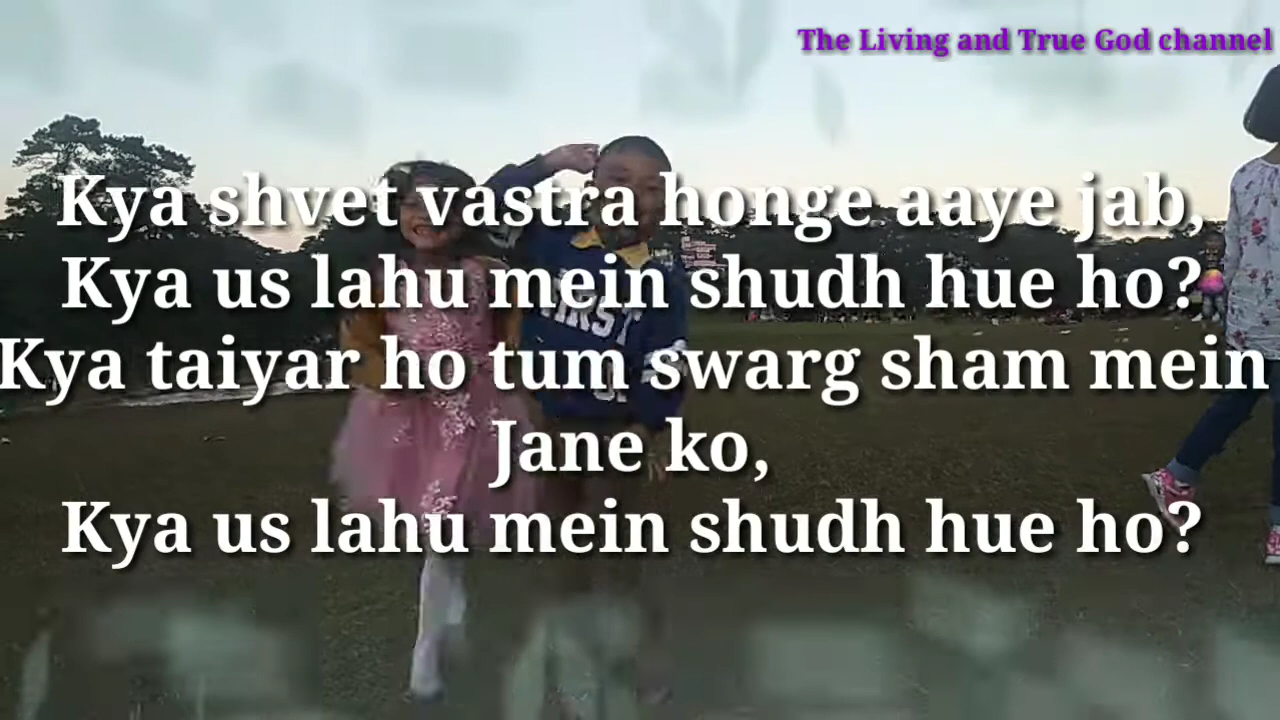 The Living and True God channel
Kya shvet vastra honge aaye jab,
Kya us lahu mein shudh hue ho?
Kya taiyar ho tum swarg sham mein
Jane ko,
Kya us lahu mein shudh hue ho?
FIRST